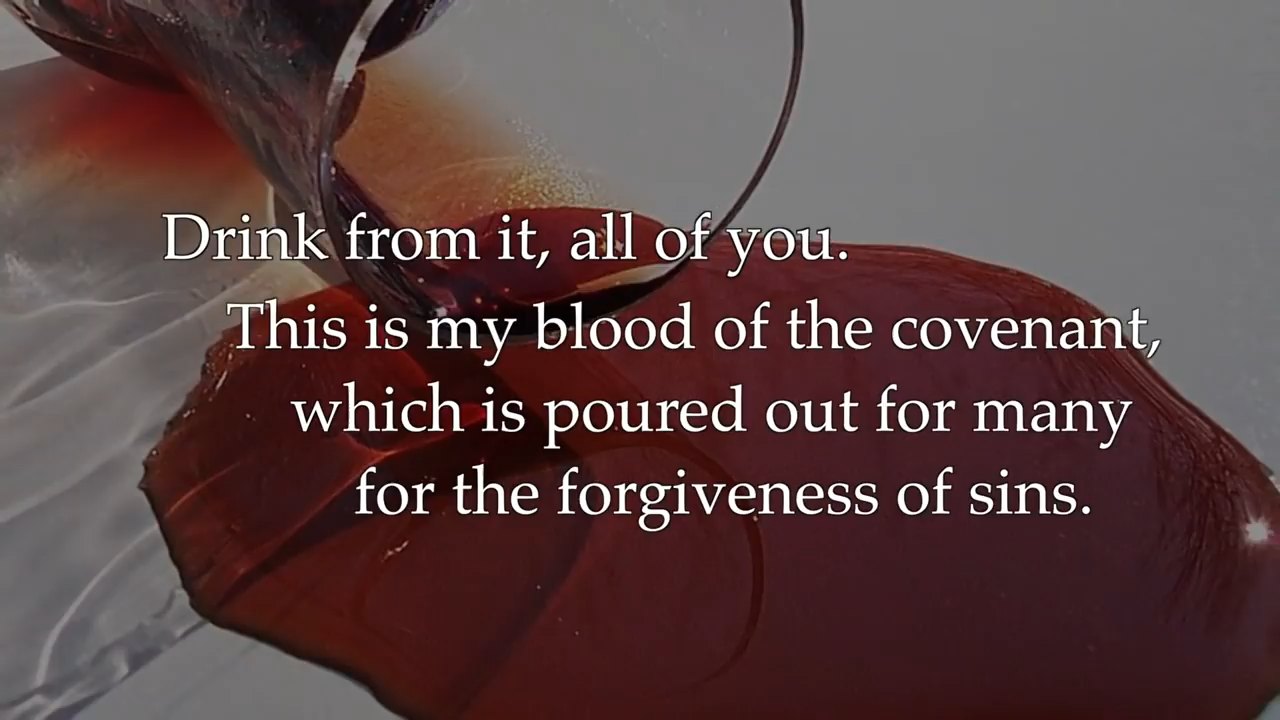 Drink from it, all of you.
This is my blood of the covenant,
which is poured out for many
for the forgiveness of sins.